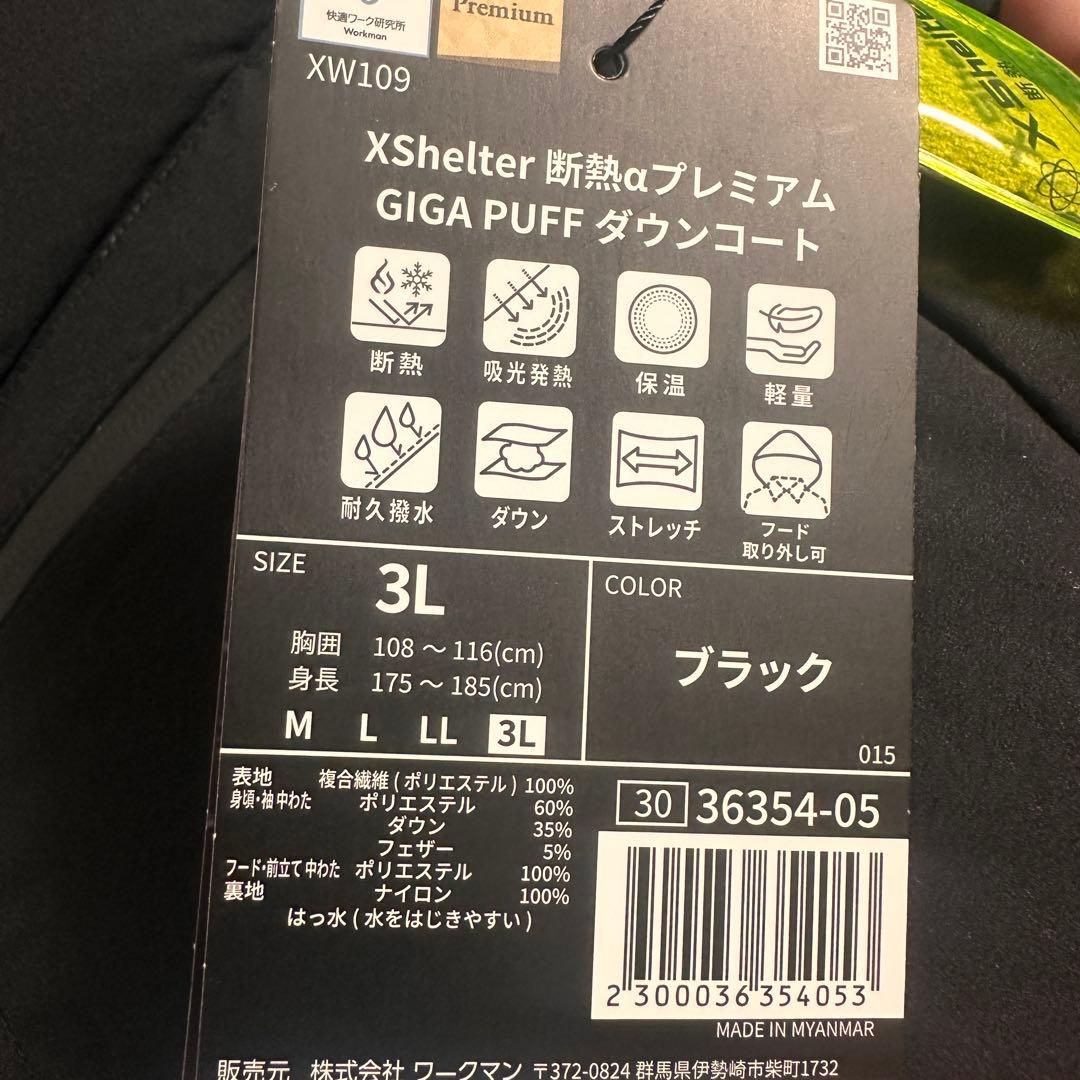 快適ワーク研究所
Workman
Premium
XShelter
断熱
XW109
XShelter 断熱αプレミアム
GIGA PUFF ダウンコート
断熱
吸光発熱
保温
軽量
耐久撥水
ダウン
ストレッチ
フード
取り外し可
SIZE
3L
胸囲 108 ～ 116(cm)
身長 175 ～ 185(cm)
M L LL 3L
COLOR
ブラック
015
表地 複合繊維 ( ポリエステル ) 100%
身頃・袖 中わた ポリエステル 60%
ダウン 35%
フェザー 5%
フード・前立て 中わた ポリエステル 100%
裏地 ナイロン 100%
はっ水 ( 水をはじきやすい )
30 36354-05
2 300036 354053
MADE IN MYANMAR
販売元 株式会社 ワークマン 〒372-0824 群馬県伊勢崎市柴町1732